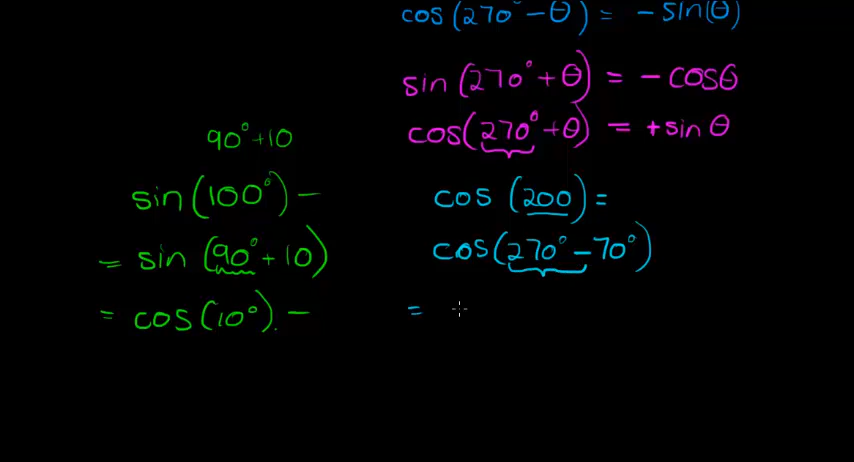 cos(270° - θ) = - sin(θ)
sin(270° + θ) = - cosθ
cos(270° + θ) = + sin θ
90° + 10
sin(100°) -
= sin (90° + 10)
= cos(10°). -
cos (200) =
cos(270° - 70°)
=